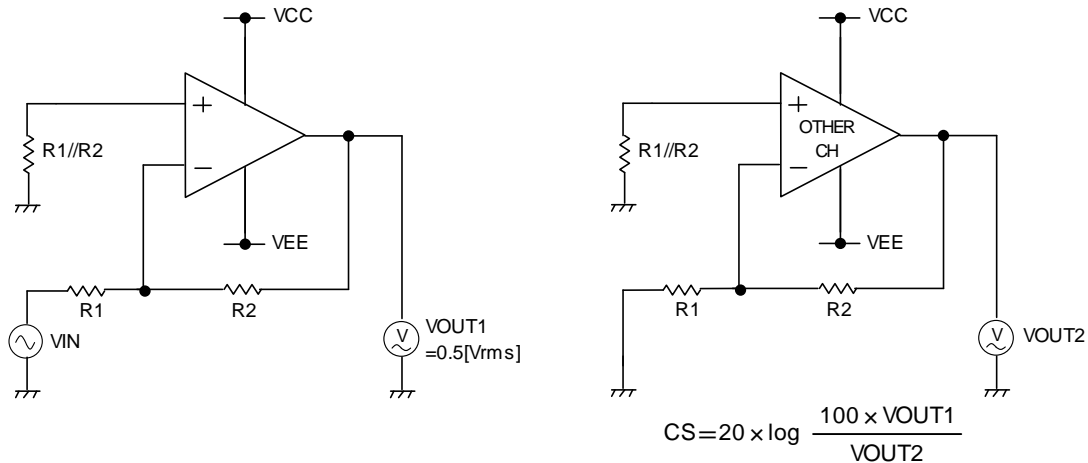 VCC
R1//R2
VEE
R1
R2
VIN
VOUT1
=0.5[Vrms]
VCC
OTHER
CH
R1//R2
VEE
R1
R2
VOUT2
CS=20×log 100×VOUT1
VOUT2